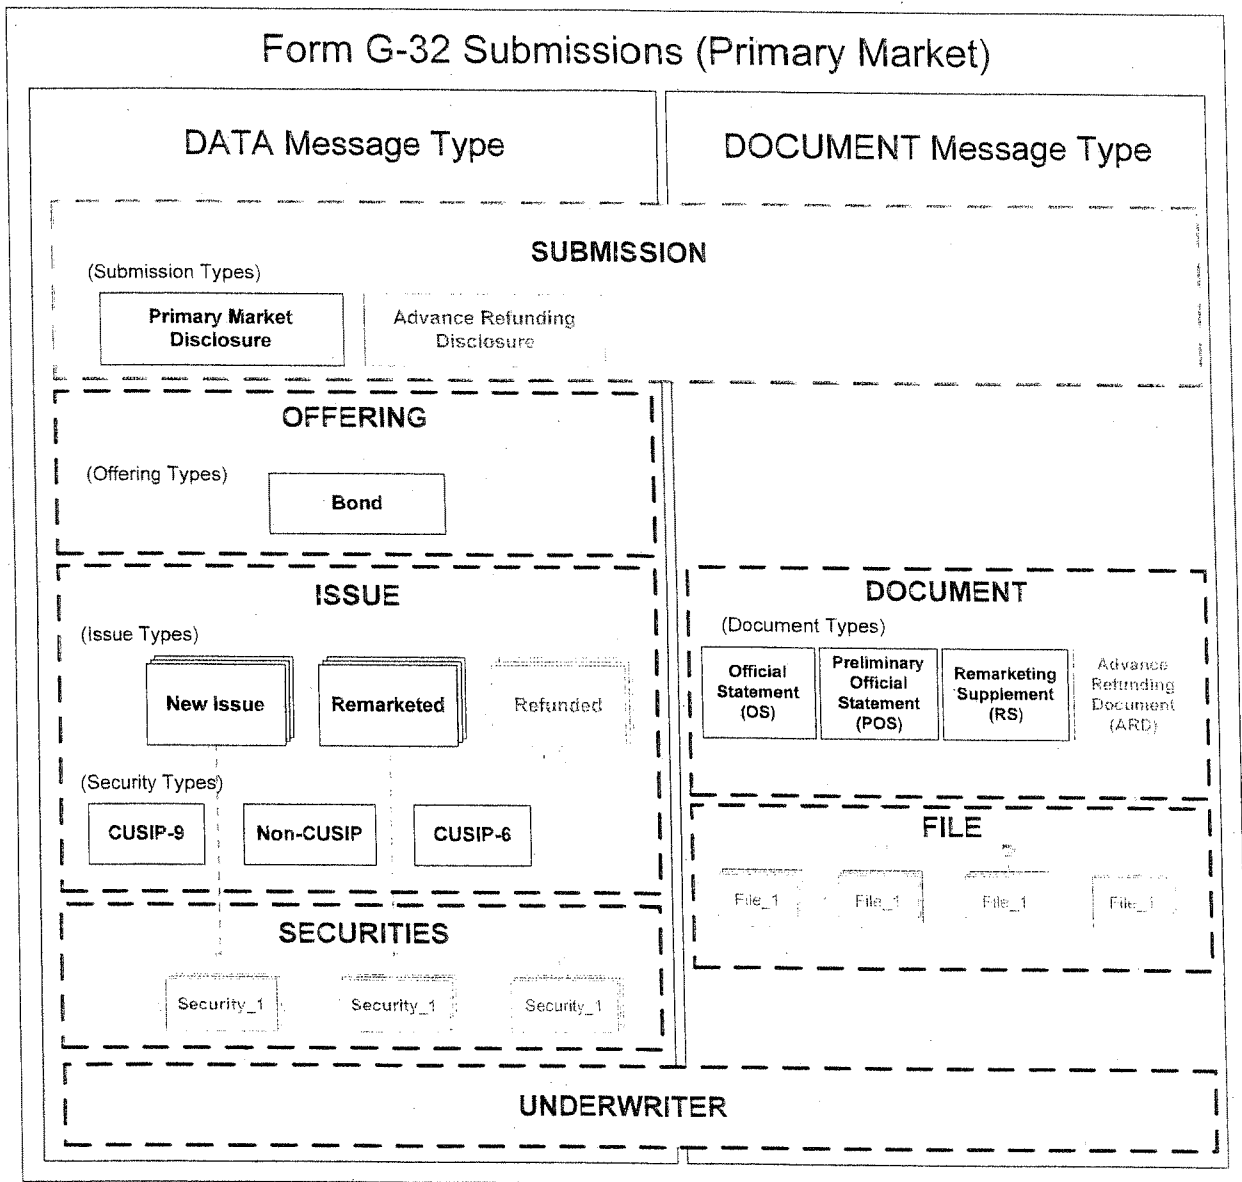 Form G-32 Submissions (Primary Market)
DATA Message Type
DOCUMENT Message Type
SUBMISSION
(Submission Types)
Primary Market
Disclosure
Advance Refunding
Disclosure
OFFERING
(Offering Types)
Bond
ISSUE
(Issue Types)
New Issue
Remarketed
Refunded
(Security Types)
CUSIP-9
Non-CUSIP
CUSIP-6
SECURITIES
Security_1
Security_1
Security_1
DOCUMENT
(Document Types)
Official
Statement
(OS)
Preliminary
Official
Statement
(POS)
Remarketing
Supplement
(RS)
Advance
Refunding
Document
(ARD)
FILE
File_1
File_1
File_1
File_1
UNDERWRITER